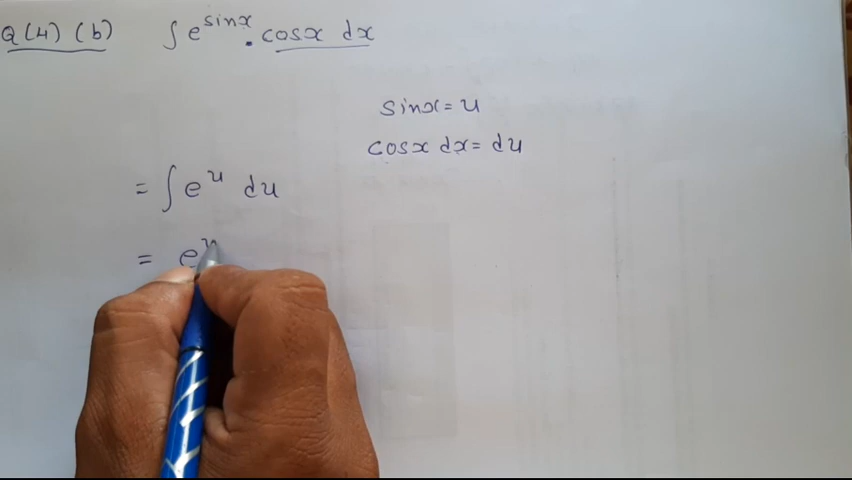 Q(4) (b) ∫e^sinx . cosx dx
sinx = u
cosx dx = du
= ∫e^u du
= e^u